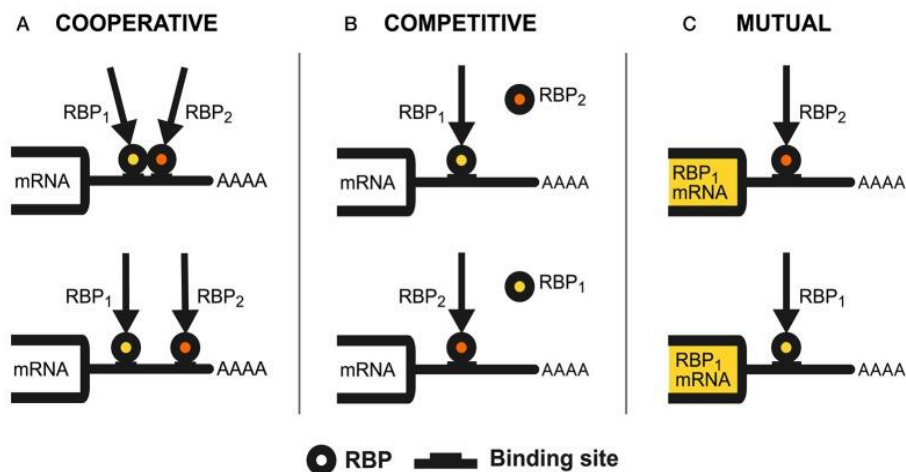 A COOPERATIVE
B COMPETITIVE
C MUTUAL
RBP₁ RBP₂
mRNA AAAA
RBP₁ RBP₂
mRNA AAAA
RBP₁ RBP₂
mRNA AAAA
RBP₂ RBP₁
mRNA AAAA
RBP₂
RBP₁
mRNA AAAA
RBP₁
RBP₁
mRNA AAAA
RBP Binding site